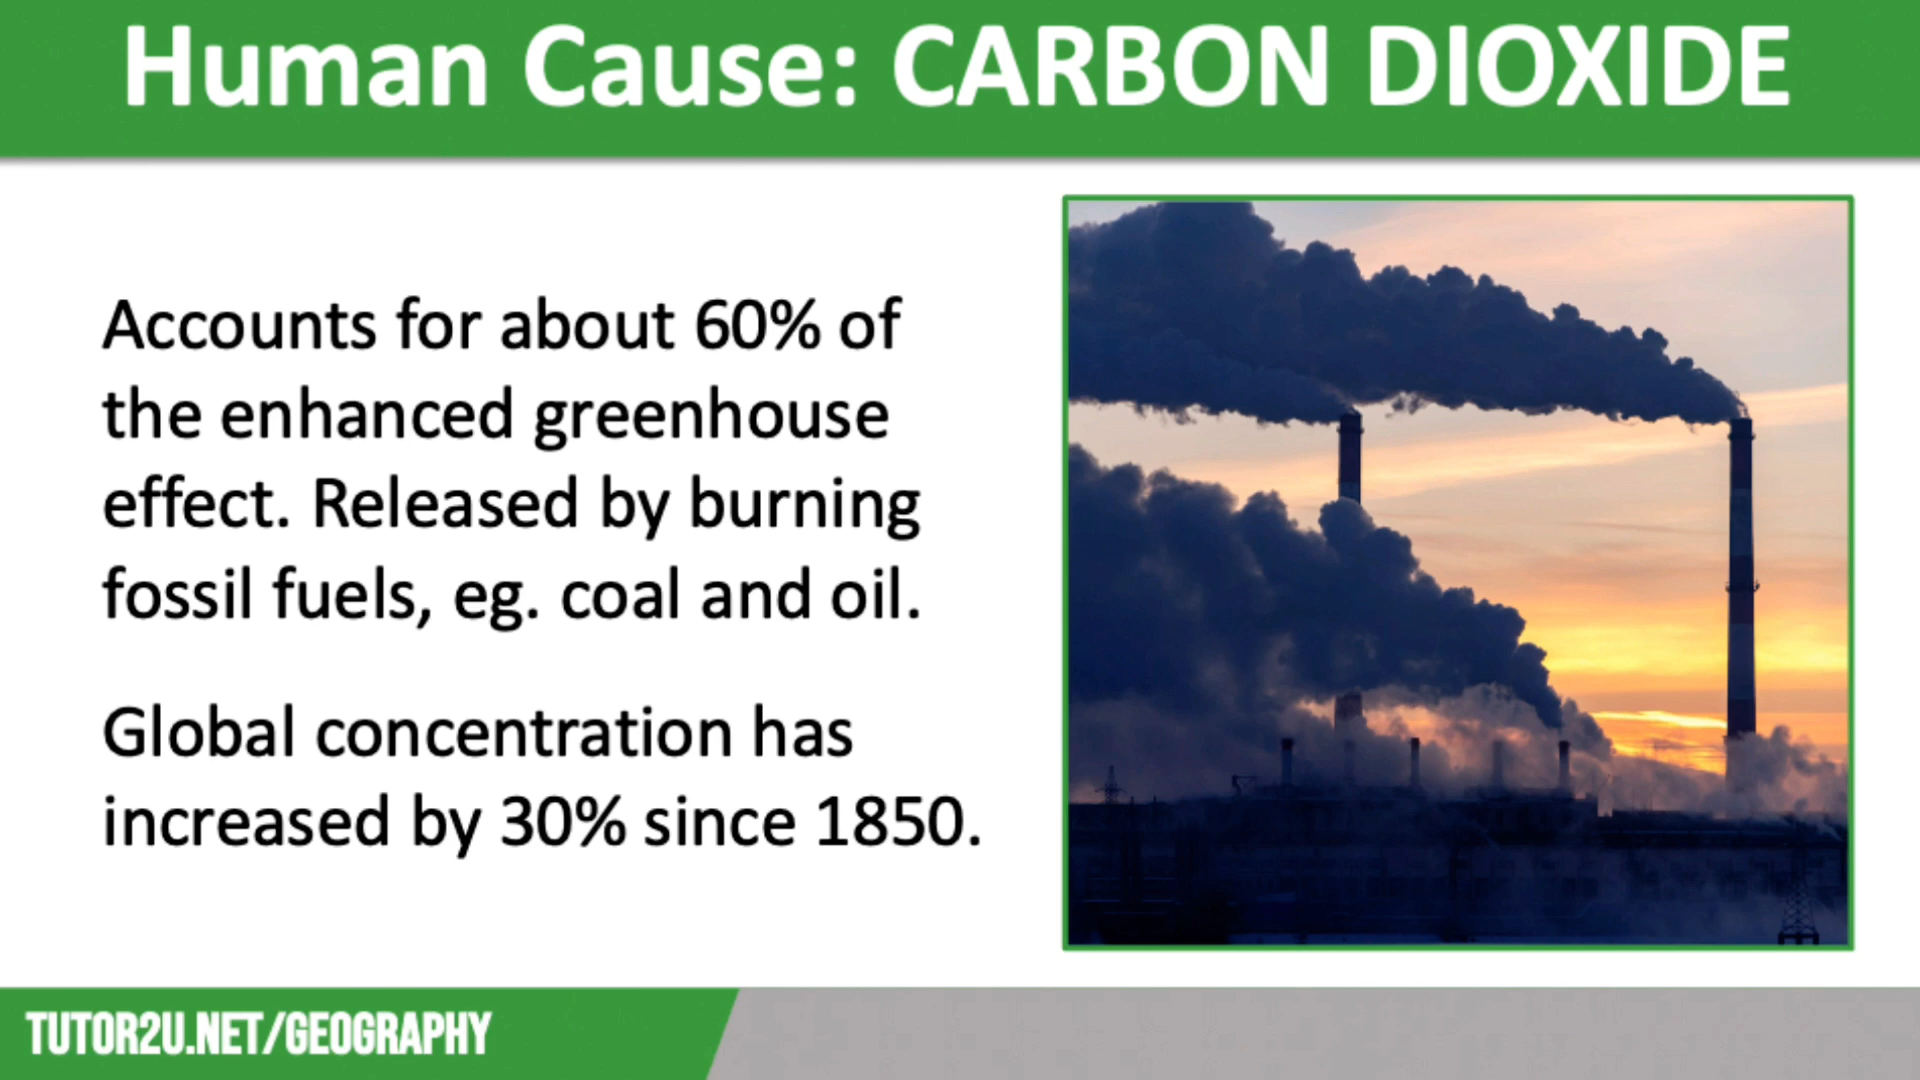 Human Cause: CARBON DIOXIDE
Accounts for about 60% of
the enhanced greenhouse
effect. Released by burning
fossil fuels, eg. coal and oil.
Global concentration has
increased by 30% since 1850.
TUTOR2U.NET/GEOGRAPHY